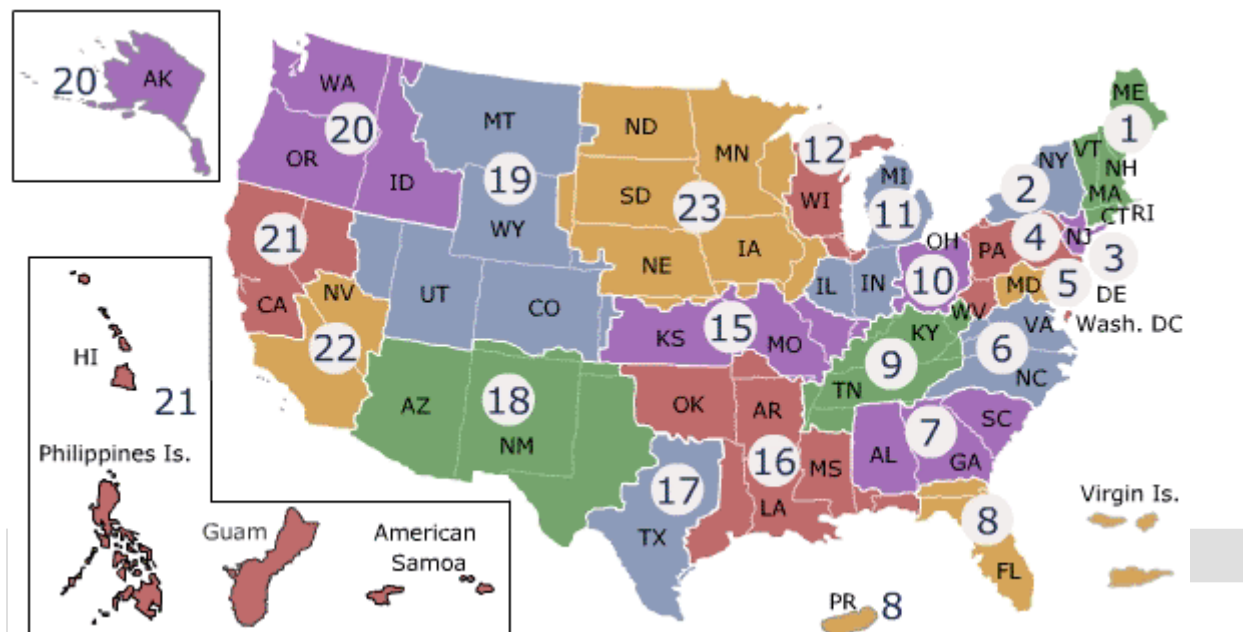 20
AK
WA
20
OR
ID
MT
19
WY
ND
MN
SD
23
NE
IA
12
WI
MI
11
ME
1
VT
NH
NY
2
MA
CT
RI
21
CA
NV
22
UT
CO
KS
15
MO
IL
IN
OH
10
PA
4
NJ
3
MD
5
DE
Wash. DC
WV
VA
6
NC
KY
9
TN
HI
21
AZ
18
NM
OK
AR
16
MS
LA
AL
7
GA
SC
17
TX
8
FL
PR
8
Virgin Is.
Philippines Is.
Guam
American
Samoa